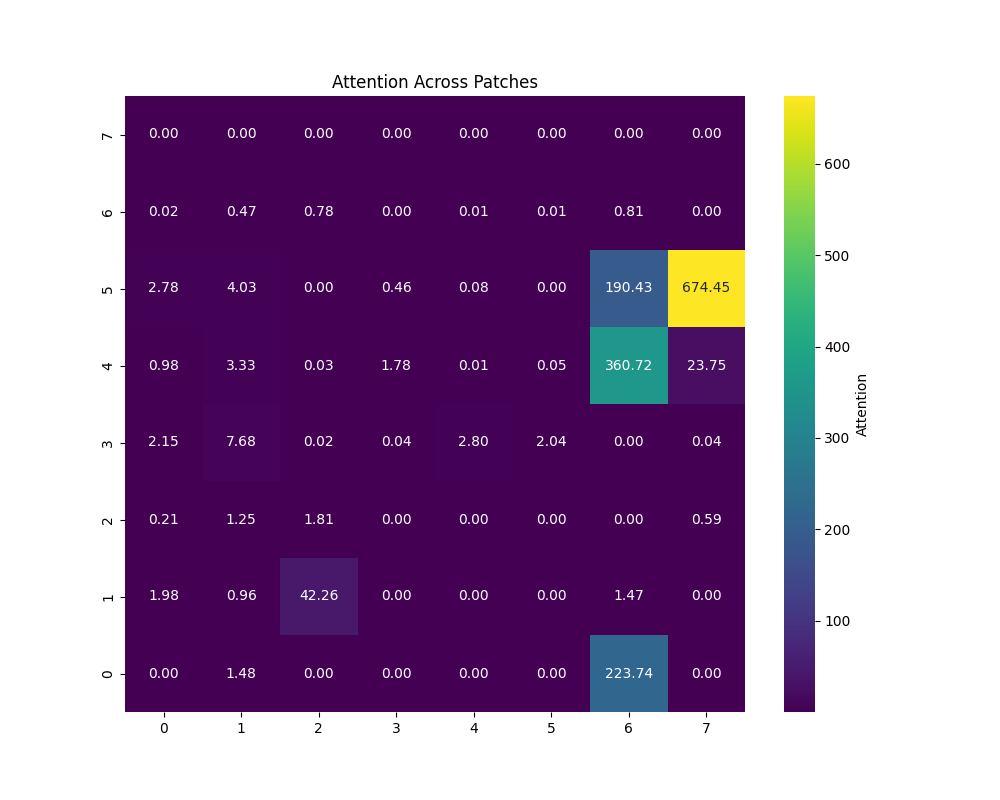 Attention Across Patches
7 0.00 0.00 0.00 0.00 0.00 0.00 0.00 0.00
6 0.02 0.47 0.78 0.00 0.01 0.01 0.81 0.00
5 2.78 4.03 0.00 0.46 0.08 0.00 190.43 674.45
4 0.98 3.33 0.03 1.78 0.01 0.05 360.72 23.75
3 2.15 7.68 0.02 0.04 2.80 2.04 0.00 0.04
2 0.21 1.25 1.81 0.00 0.00 0.00 0.00 0.59
1 1.98 0.96 42.26 0.00 0.00 0.00 1.47 0.00
0 0.00 1.48 0.00 0.00 0.00 0.00 223.74 0.00
0 1 2 3 4 5 6 7
600
500
400
300
200
100
Attention